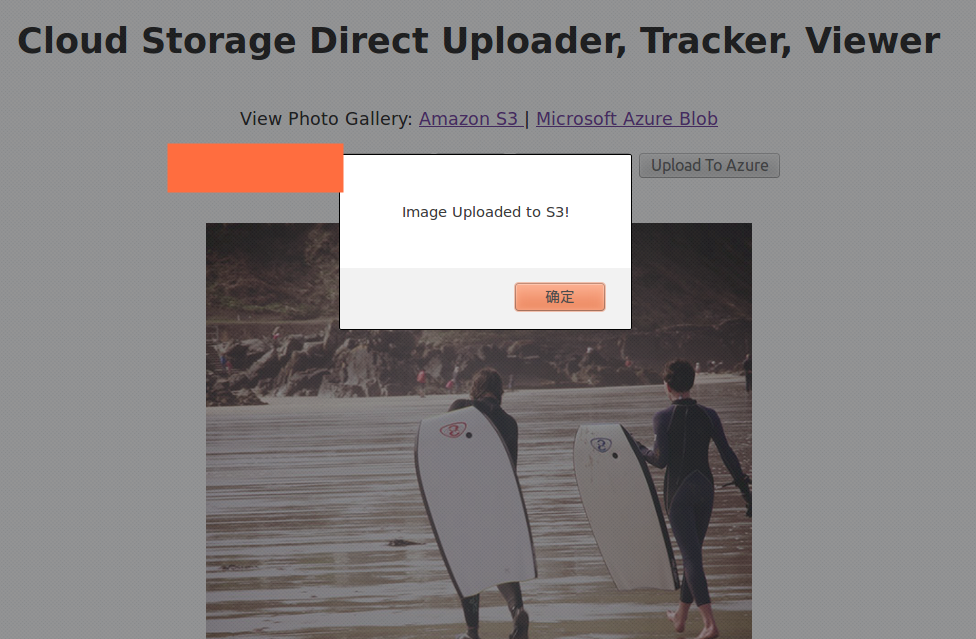 Cloud Storage Direct Uploader, Tracker, Viewer
View Photo Gallery: Amazon S3 | Microsoft Azure Blob
Upload To Azure
Image Uploaded to S3!
确定